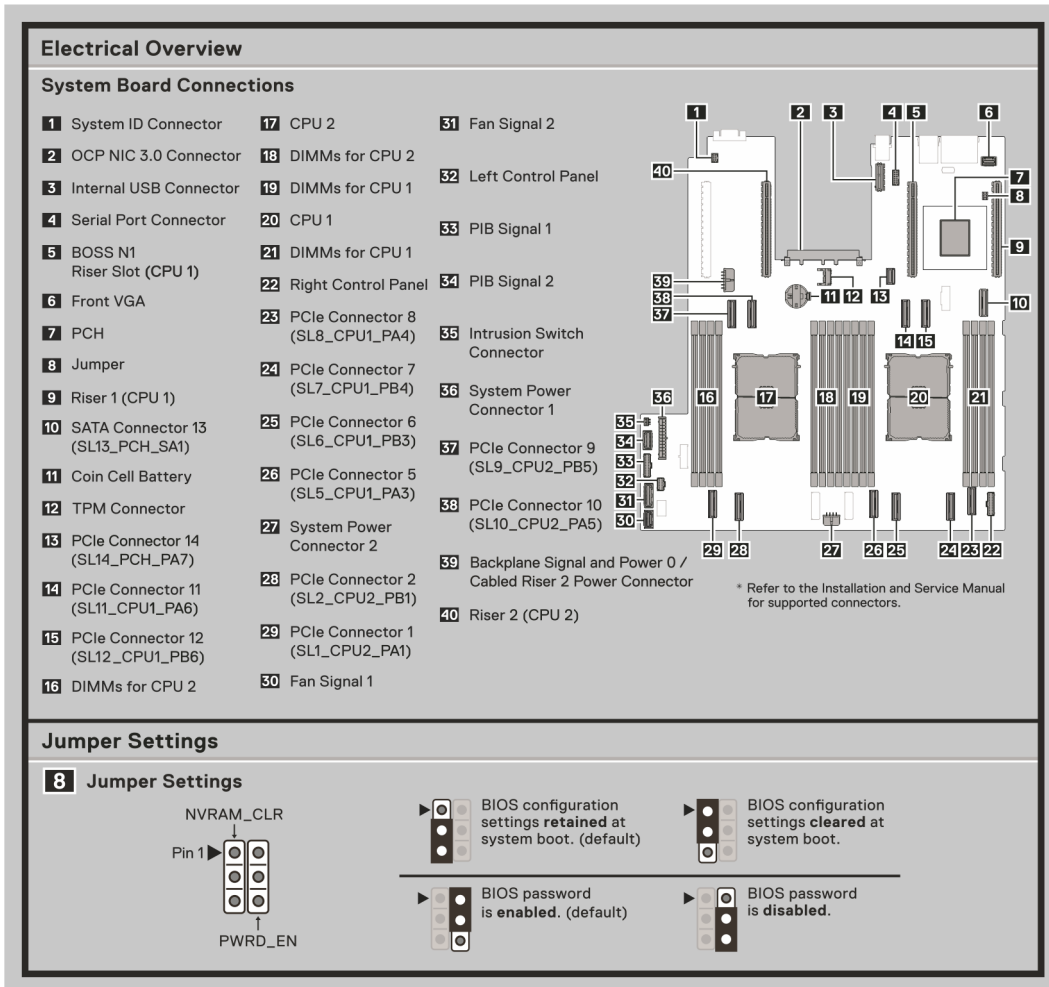 Electrical Overview
System Board Connections
1 System ID Connector
2 OCP NIC 3.0 Connector
3 Internal USB Connector
4 Serial Port Connector
5 BOSS N1
Riser Slot (CPU 1)
6 Front VGA
7 PCH
8 Jumper
9 Riser 1 (CPU 1)
10 SATA Connector 13
(SL13_PCH_SA1)
11 Coin Cell Battery
12 TPM Connector
13 PCIe Connector 14
(SL14_PCH_PA7)
14 PCIe Connector 11
(SL11_CPU1_PA6)
15 PCIe Connector 12
(SL12_CPU1_PB6)
16 DIMMs for CPU 2
17 CPU 2
18 DIMMs for CPU 2
19 DIMMs for CPU 1
20 CPU 1
21 DIMMs for CPU 1
22 Right Control Panel
23 PCIe Connector 8
(SL8_CPU1_PA4)
24 PCIe Connector 7
(SL7_CPU1_PB4)
25 PCIe Connector 6
(SL6_CPU1_PB3)
26 PCIe Connector 5
(SL5_CPU1_PA3)
27 System Power
Connector 2
28 PCIe Connector 2
(SL2_CPU2_PB1)
29 PCIe Connector 1
(SL1_CPU2_PA1)
30 Fan Signal 1
31 Fan Signal 2
32 Left Control Panel
33 PIB Signal 1
34 PIB Signal 2
35 Intrusion Switch
Connector
36 System Power
Connector 1
37 PCIe Connector 9
(SL9_CPU2_PB5)
38 PCIe Connector 10
(SL10_CPU2_PA5)
39 Backplane Signal and Power 0 /
Cabled Riser 2 Power Connector
40 Riser 2 (CPU 2)
1 2 3 4 5 6
40 7
8
9
39
38 11 12 13 10
37 14 15
16 17 18 19 20 21
36
35
34
33
32
31
30
29 28 27 26 25 24 23 22
* Refer to the Installation and Service Manual
for supported connectors.
Jumper Settings
8 Jumper Settings
NVRAM_CLR
Pin 1
PWRD_EN
BIOS configuration
settings retained at
system boot. (default)
BIOS configuration
settings cleared at
system boot.
BIOS password
is enabled. (default)
BIOS password
is disabled.